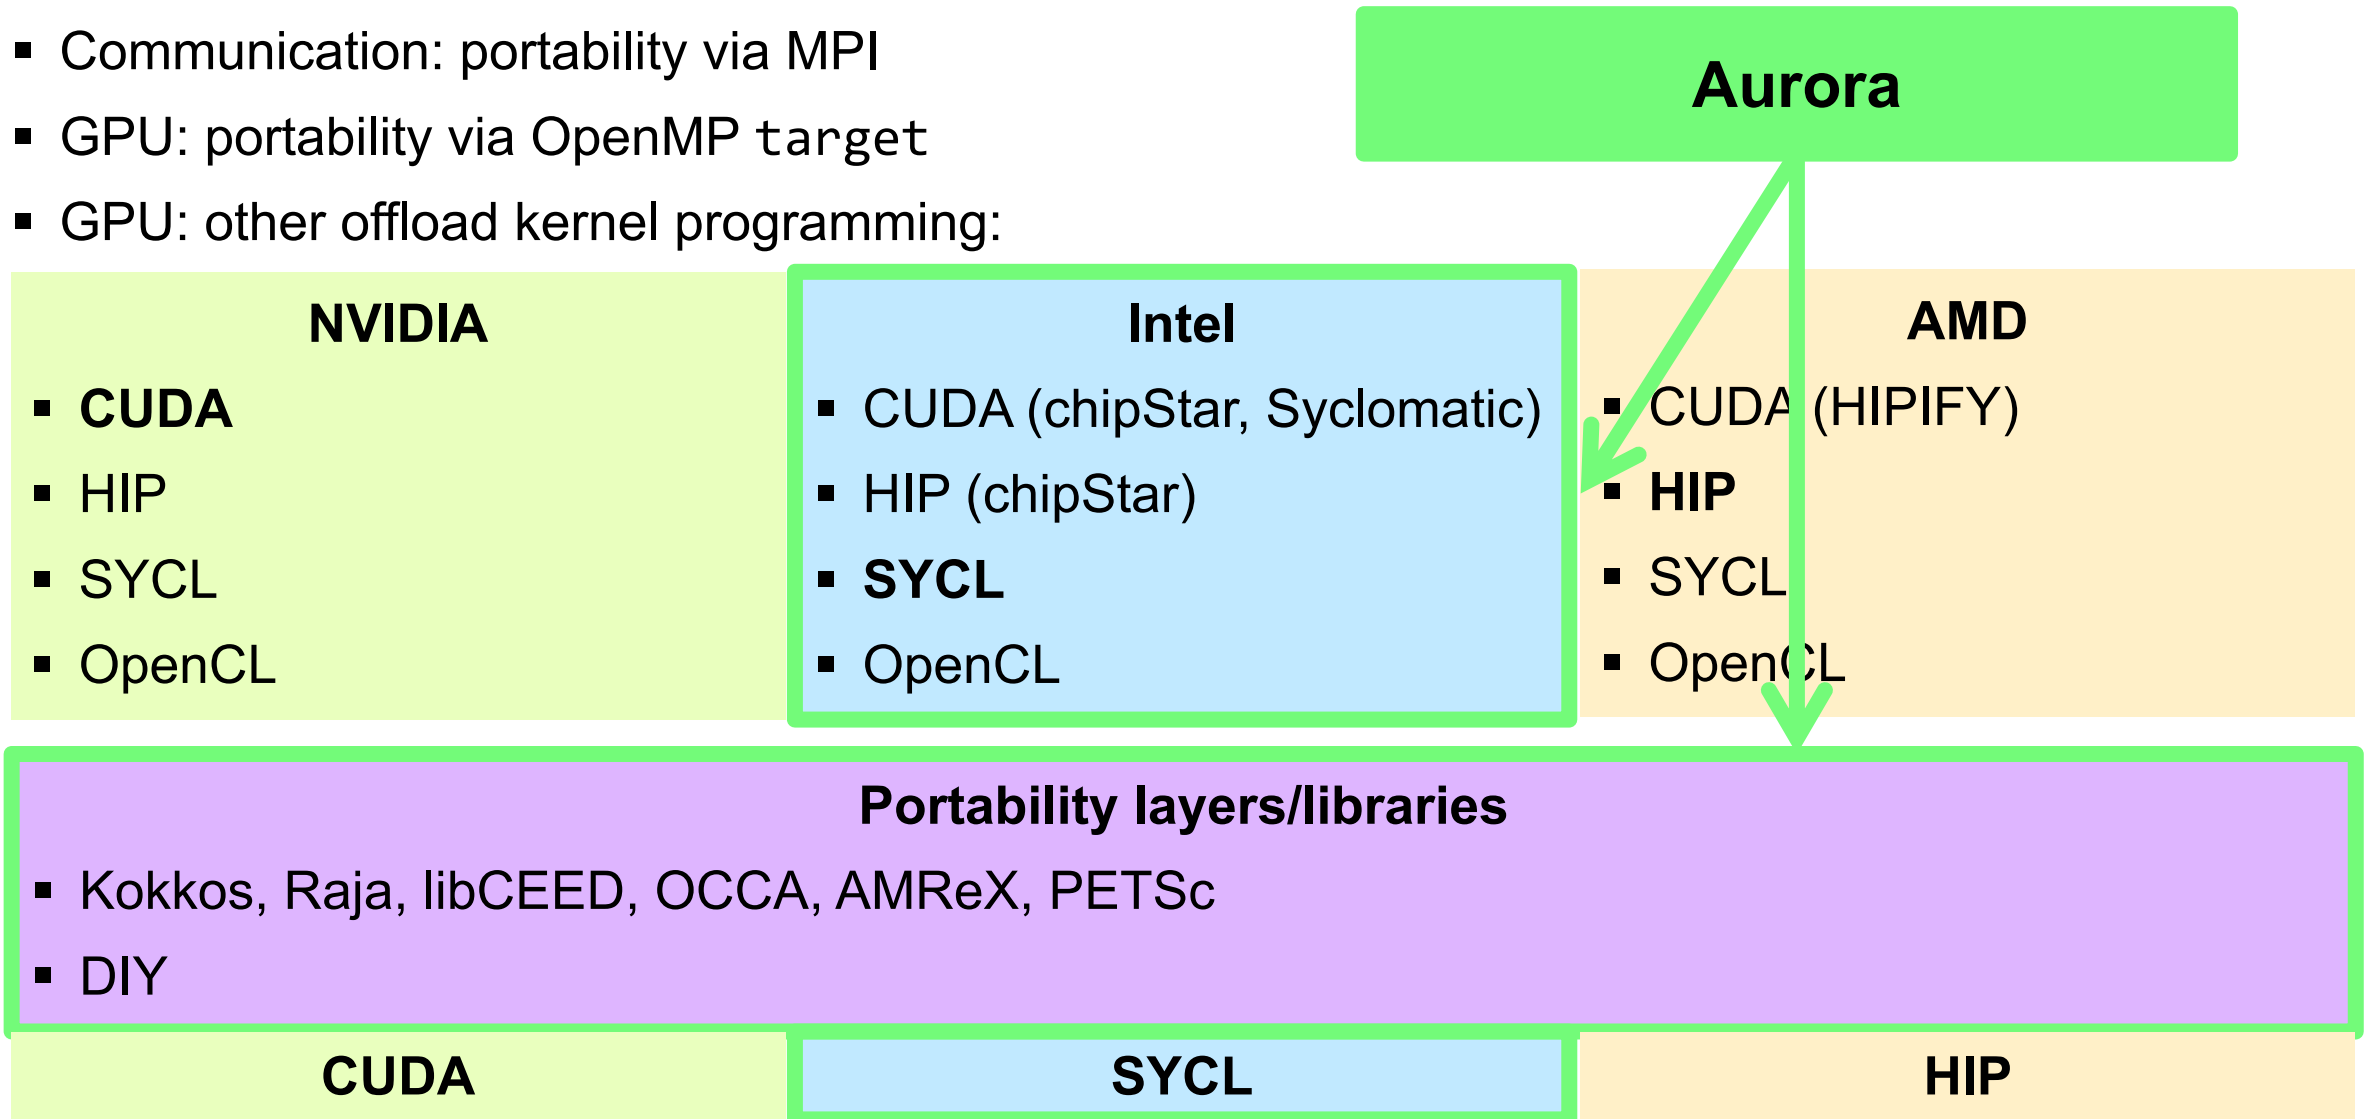 ▪ Communication: portability via MPI
▪ GPU: portability via OpenMP target
▪ GPU: other offload kernel programming:
Aurora
NVIDIA
▪ CUDA
▪ HIP
▪ SYCL
▪ OpenCL
Intel
▪ CUDA (chipStar, Syclomatic)
▪ HIP (chipStar)
▪ SYCL
▪ OpenCL
AMD
▪ CUDA (HIPIFY)
▪ HIP
▪ SYCL
▪ OpenCL
Portability layers/libraries
▪ Kokkos, Raja, libCEED, OCCA, AMReX, PETSc
▪ DIY
CUDA
SYCL
HIP